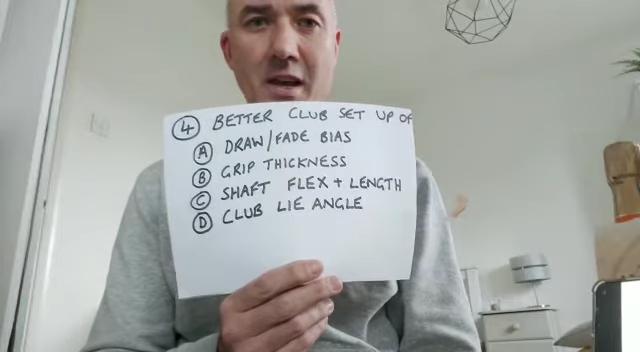 ④ BETTER CLUB SET UP OF
Ⓐ DRAW/FADE BIAS
Ⓑ GRIP THICKNESS
Ⓒ SHAFT FLEX + LENGTH
Ⓓ CLUB LIE ANGLE